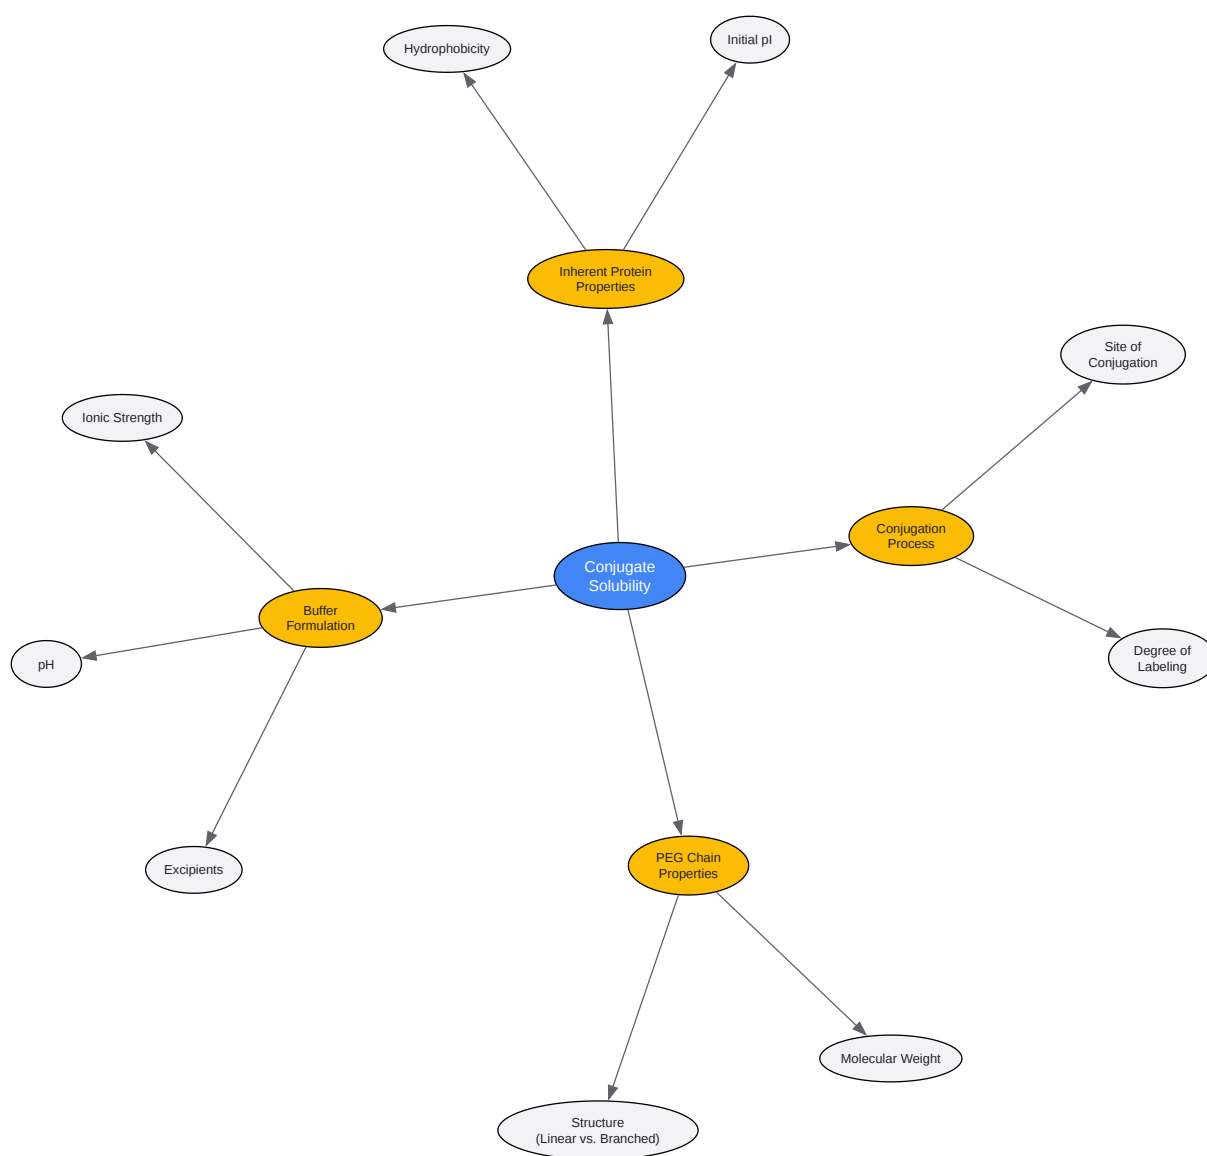 Hydrophobicity
Initial pI
Inherent Protein
Properties
Site of
Conjugation
Ionic Strength
Conjugation
Process
Conjugate
Solubility
Buffer
Formulation
pH
Degree of
Labeling
Excipients
PEG Chain
Properties
Molecular Weight
Structure
(Linear vs. Branched)